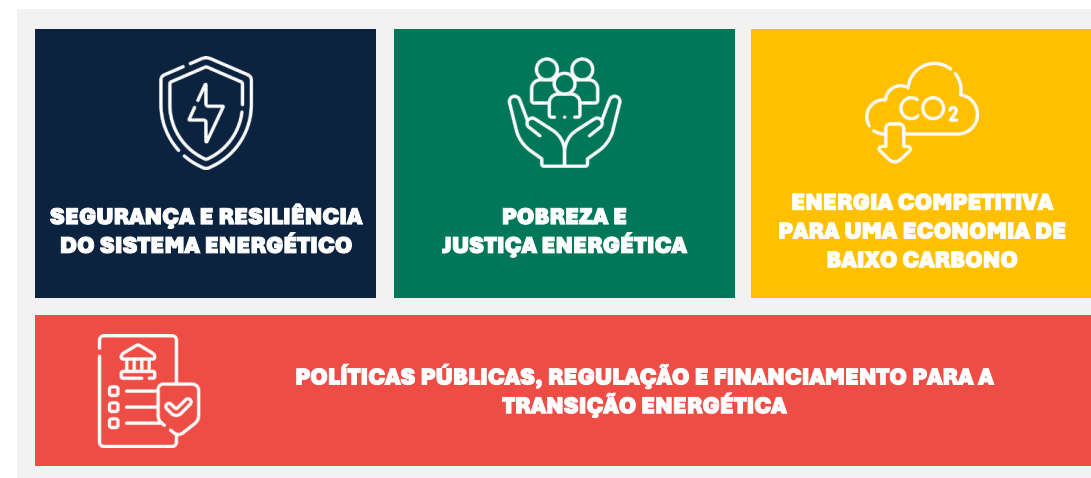 SEGURANÇA E RESILIÊNCIA
DO SISTEMA ENERGÉTICO
POBREZA E
JUSTIÇA ENERGÉTICA
CO₂
ENERGIA COMPETITIVA
PARA UMA ECONOMIA DE
BAIXO CARBONO
POLÍTICAS PÚBLICAS, REGULAÇÃO E FINANCIAMENTO PARA A
TRANSIÇÃO ENERGÉTICA